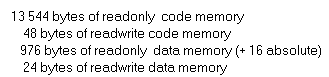 13 544 bytes of readonly code memory
48 bytes of readwrite code memory
976 bytes of readonly data memory (+ 16 absolute)
24 bytes of readwrite data memory